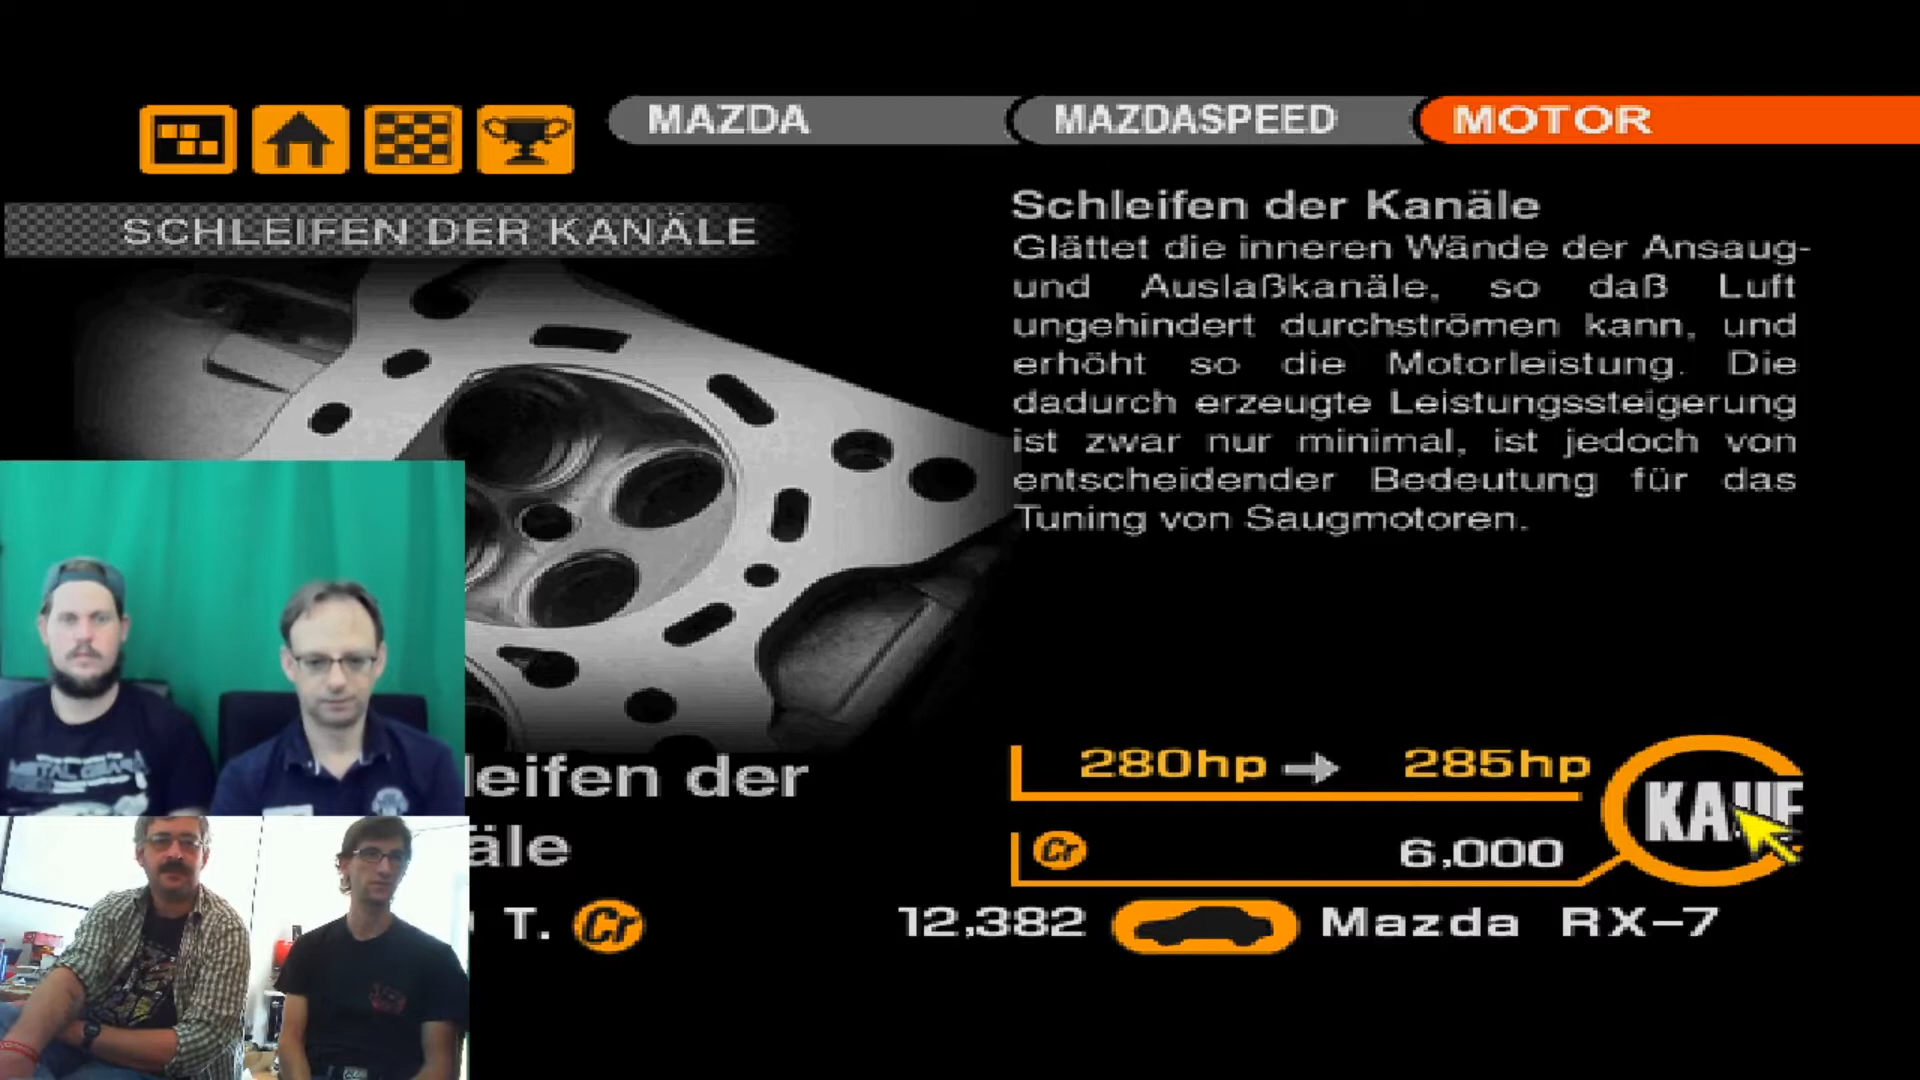 MAZDA
MAZDASPEED
MOTOR
SCHLEIFEN DER KANÄLE
Schleifen der Kanäle
Glättet die inneren Wände der Ansaug-
und Auslaßkanäle, so daß Luft
ungehindert durchströmen kann, und
erhöht so die Motorleistung. Die
dadurch erzeugte Leistungssteigerung
ist zwar nur minimal, ist jedoch von
entscheidender Bedeutung für das
Tuning von Saugmotoren.
280hp
285hp
KAUF
leifen der
äle
Cr
6,000
T.
Cr
12,382
Mazda RX-7